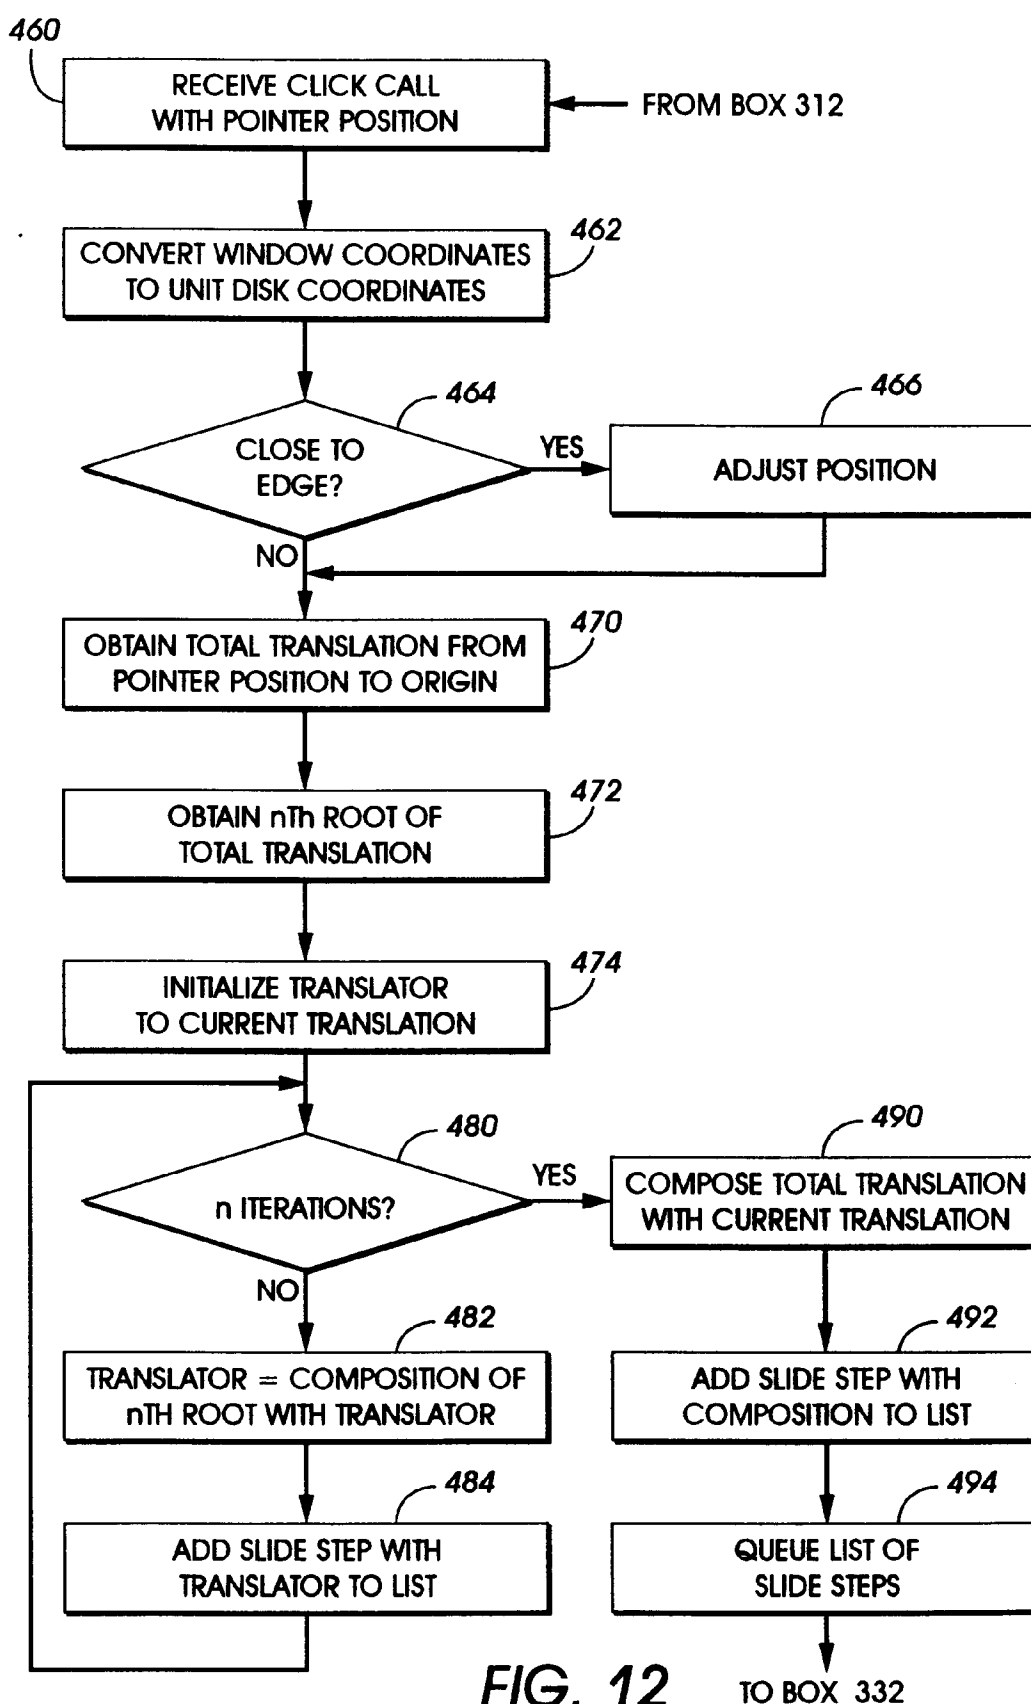 460
RECEIVE CLICK CALL
WITH POINTER POSITION
FROM BOX 312
462
CONVERT WINDOW COORDINATES
TO UNIT DISK COORDINATES
464
CLOSE TO
EDGE?
YES
466
ADJUST POSITION
NO
470
OBTAIN TOTAL TRANSLATION FROM
POINTER POSITION TO ORIGIN
472
OBTAIN nTh ROOT OF
TOTAL TRANSLATION
474
INITIALIZE TRANSLATOR
TO CURRENT TRANSLATION
480
n ITERATIONS?
YES
490
COMPOSE TOTAL TRANSLATION
WITH CURRENT TRANSLATION
NO
482
TRANSLATOR = COMPOSITION OF
nTH ROOT WITH TRANSLATOR
492
ADD SLIDE STEP WITH
COMPOSITION TO LIST
484
ADD SLIDE STEP WITH
TRANSLATOR TO LIST
494
QUEUE LIST OF
SLIDE STEPS
FIG. 12
TO BOX 332